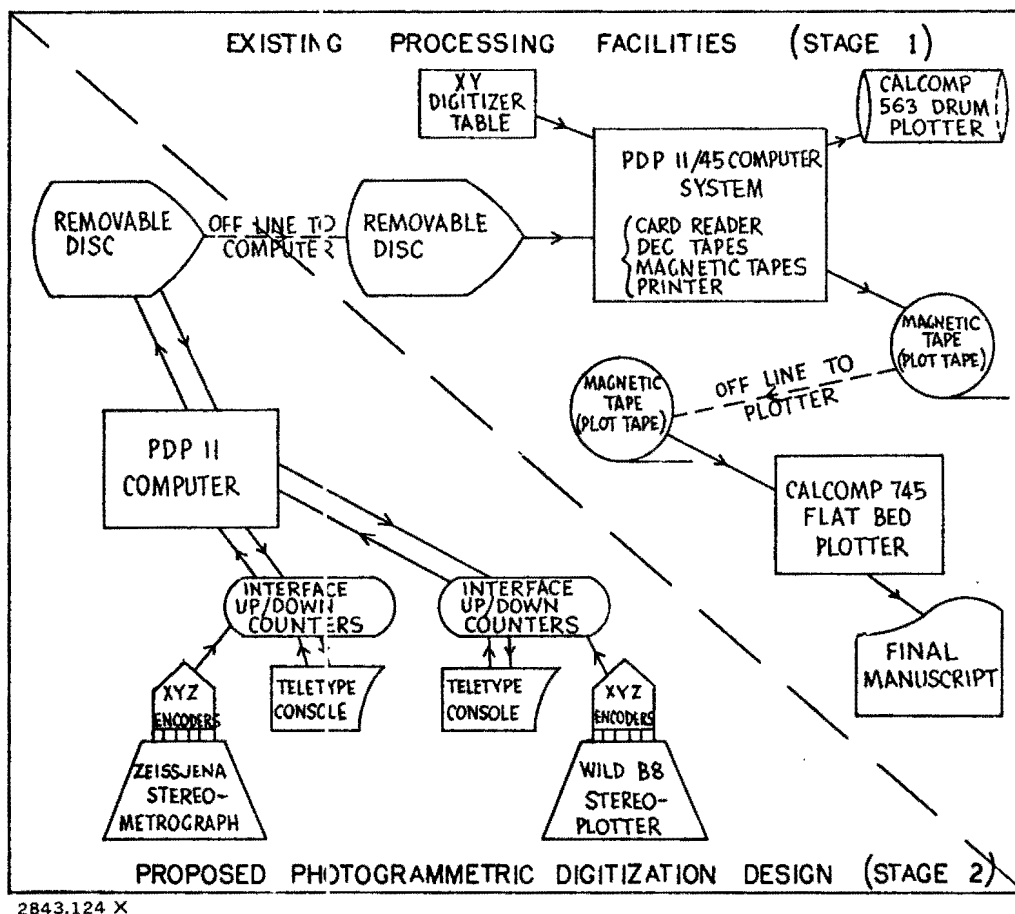 EXISTING PROCESSING FACILITIES (STAGE 1)
XY
DIGITIZER
TABLE
CALCOMP
563 DRUM
PLOTTER
PDP 11/45 COMPUTER
SYSTEM
CARD READER
DEC TAPES
MAGNETIC TAPES
PRINTER
REMOVABLE
DISC
OFF LINE TO
COMPUTER
REMOVABLE
DISC
MAGNETIC
TAPE
(PLOT TAPE)
OFF LINE TO
PLOTTER
MAGNETIC
TAPE
(PLOT TAPE)
PDP 11
COMPUTER
CALCOMP 745
FLAT BED
PLOTTER
INTERFACE
UP/DOWN
COUNTERS
INTERFACE
UP/DOWN
COUNTERS
FINAL
MANUSCRIPT
XYZ
ENCODERS
TELETYPE
CONSOLE
TELETYPE
CONSOLE
XYZ
ENCODERS
ZEISSJENA
STEREO-
METROGRAPH
WILD B8
STEREO-
PLOTTER
PROPOSED PHOTOGRAMMETRIC DIGITIZATION DESIGN (STAGE 2)
2843.124 X